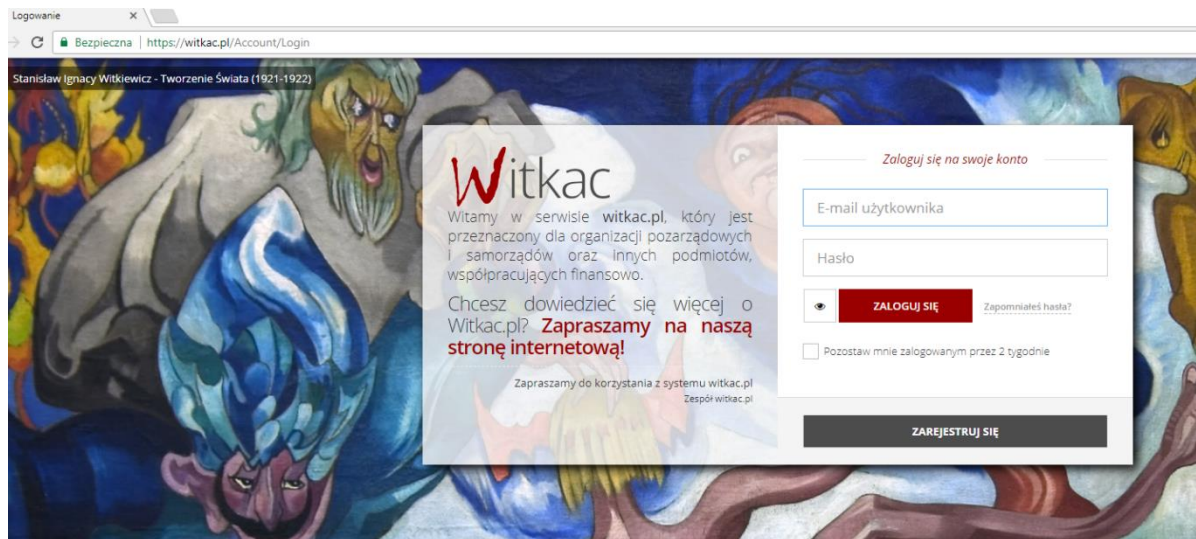 Logowanie
Bezpieczna | https://witkac.pl/Account/Login
Stanisław Ignacy Witkiewicz - Tworzenie Świata (1921-1922)
Witkac
Witamy w serwisie witkac.pl, który jest
przeznaczony dla organizacji pozarządowych
i samorządów oraz innych podmiotów,
współpracujących finansowo.
Chcesz dowiedzieć się więcej o
Witkac.pl? Zapraszamy na naszą
stronę internetową!
Zapraszamy do korzystania z systemu witkac.pl
Zespół witkac.pl
Zaloguj się na swoje konto
E-mail użytkownika
Hasło
ZALOGUJ SIĘ
Zapomniałeś hasła?
Pozostaw mnie zalogowanym przez 2 tygodnie
ZAREJESTRUJ SIĘ